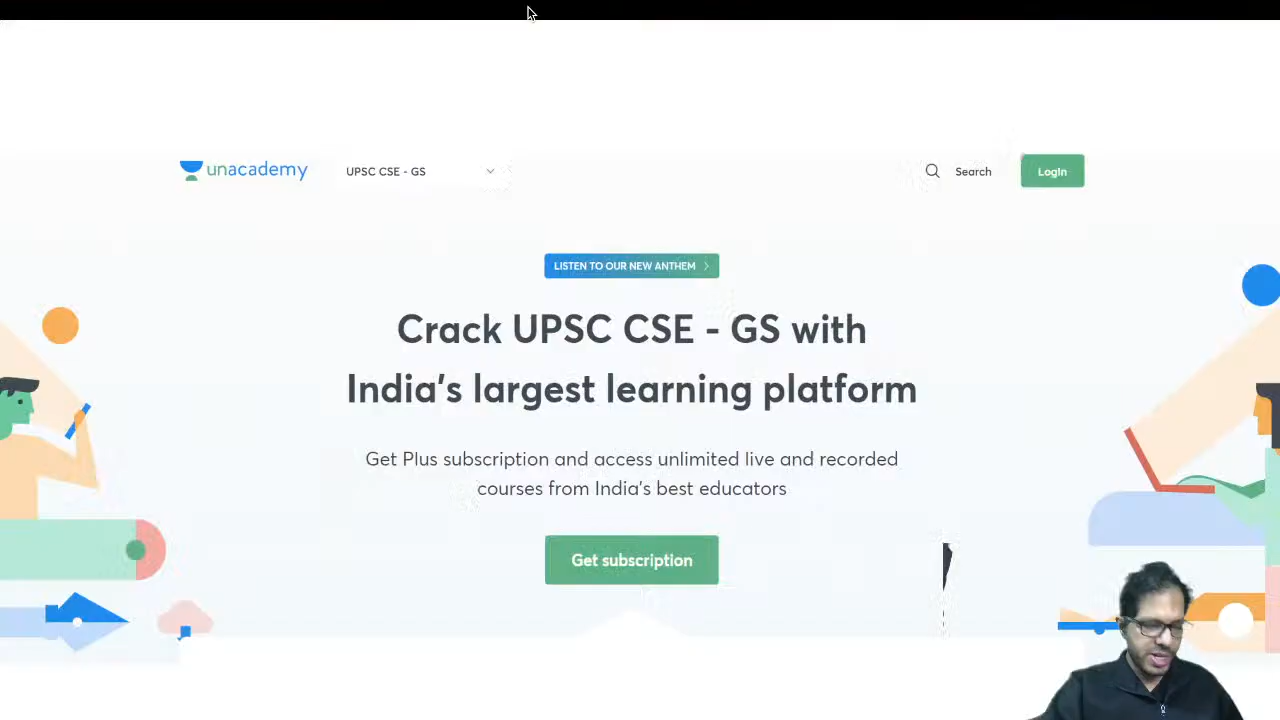 unacademy
UPSC CSE - GS
Search
Login
LISTEN TO OUR NEW ANTHEM
Crack UPSC CSE - GS with
India's largest learning platform
Get Plus subscription and access unlimited live and recorded
courses from India's best educators
Get subscription